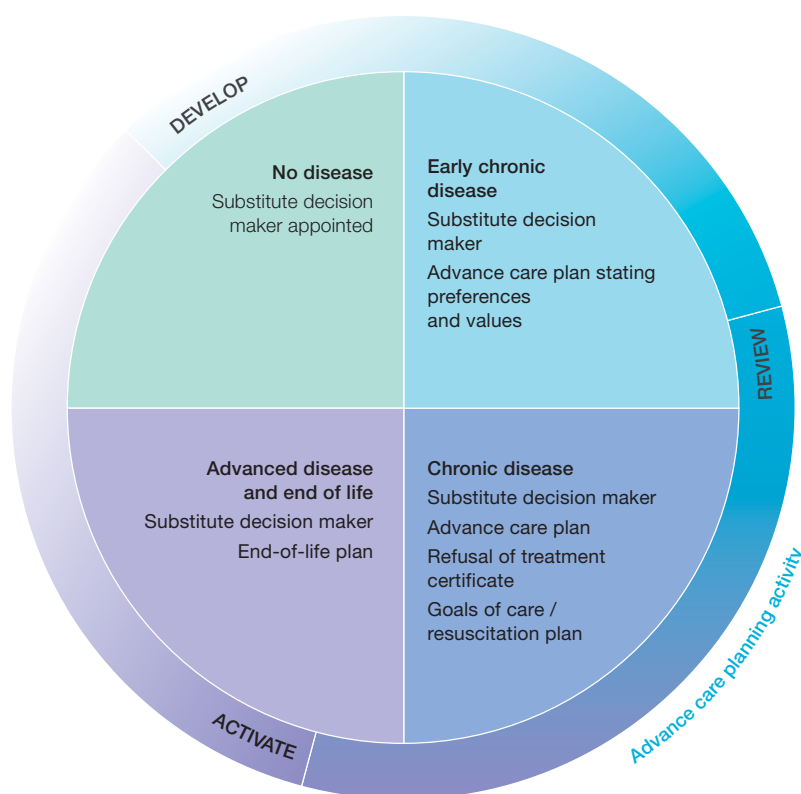 DEVELOP
No disease
Substitute decision
maker appointed
Early chronic
disease
Substitute decision
maker
Advance care plan stating
preferences
and values
REVIEW
Chronic disease
Substitute decision maker
Advance care plan
Refusal of treatment
certificate
Goals of care /
resuscitation plan
Advance care planning activity
Advanced disease
and end of life
Substitute decision maker
End-of-life plan
ACTIVATE